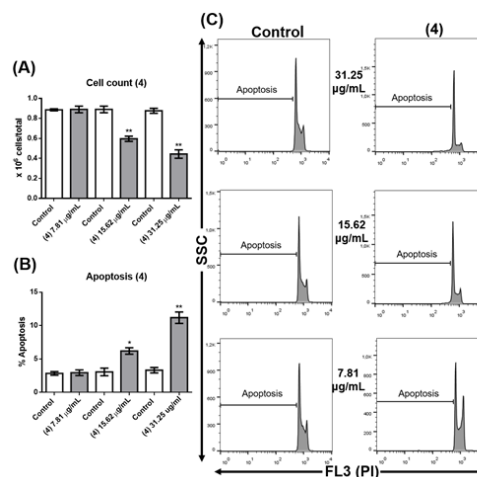 (A)
Cell count (4)
x 10⁶ cells/total
1.0
0.8
0.6
0.4
0.2
0.0
**
**
Control
(4) 7.81 µg/mL
Control
(4) 15.62 µg/mL
Control
(4) 31.25 µg/mL
(B)
Apoptosis (4)
% Apoptosis
15
10
5
0
*
**
Control
(4) 7.81 µg/mL
Control
(4) 15.62 µg/mL
Control
(4) 31.25 ug/ml
(C)
Control
(4)
SSC
Apoptosis
31.25
µg/mL
Apoptosis
Apoptosis
15.62
µg/mL
Apoptosis
Apoptosis
7.81
µg/mL
Apoptosis
FL3 (PI)